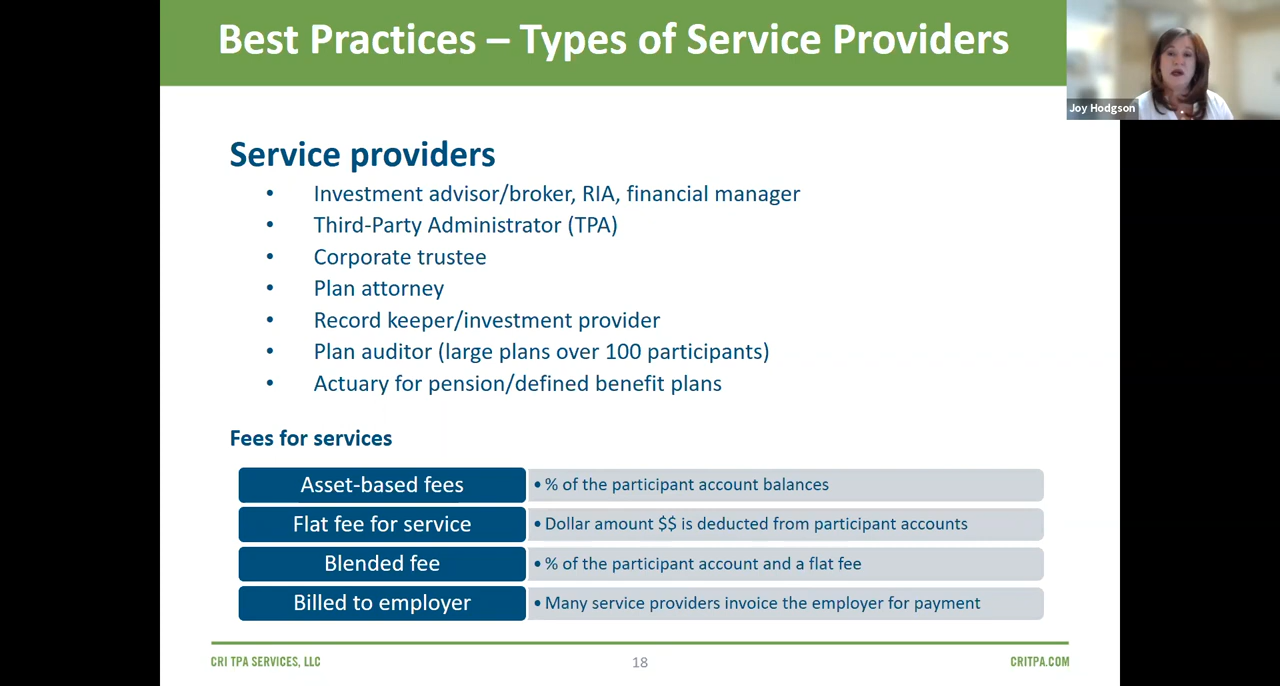 Best Practices – Types of Service Providers
Joy Hodgson
Service providers
• Investment advisor/broker, RIA, financial manager
• Third-Party Administrator (TPA)
• Corporate trustee
• Plan attorney
• Record keeper/investment provider
• Plan auditor (large plans over 100 participants)
• Actuary for pension/defined benefit plans
Fees for services
Asset-based fees • % of the participant account balances
Flat fee for service • Dollar amount $$ is deducted from participant accounts
Blended fee • % of the participant account and a flat fee
Billed to employer • Many service providers invoice the employer for payment
CRI TPA SERVICES, LLC 18 CRITPA.COM